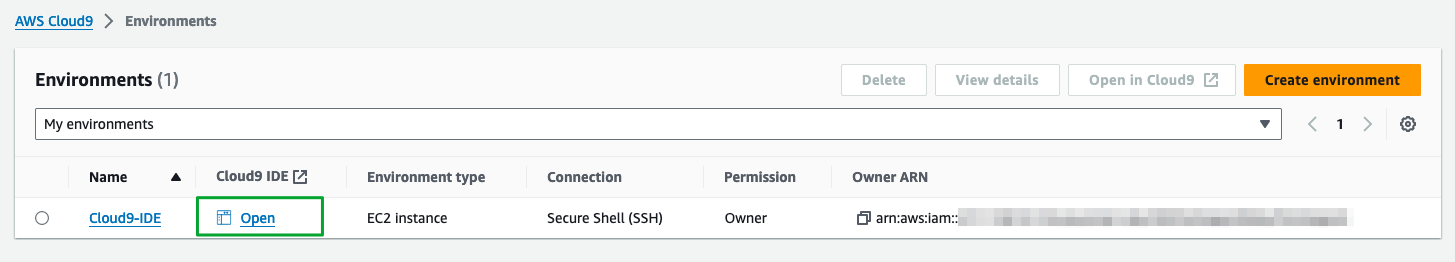 AWS Cloud9 > Environments
Environments (1)
Delete View details Open in Cloud9 Create environment
My environments
1
Name Cloud9 IDE Environment type Connection Permission Owner ARN
Cloud9-IDE Open EC2 instance Secure Shell (SSH) Owner arn:aws:iam::